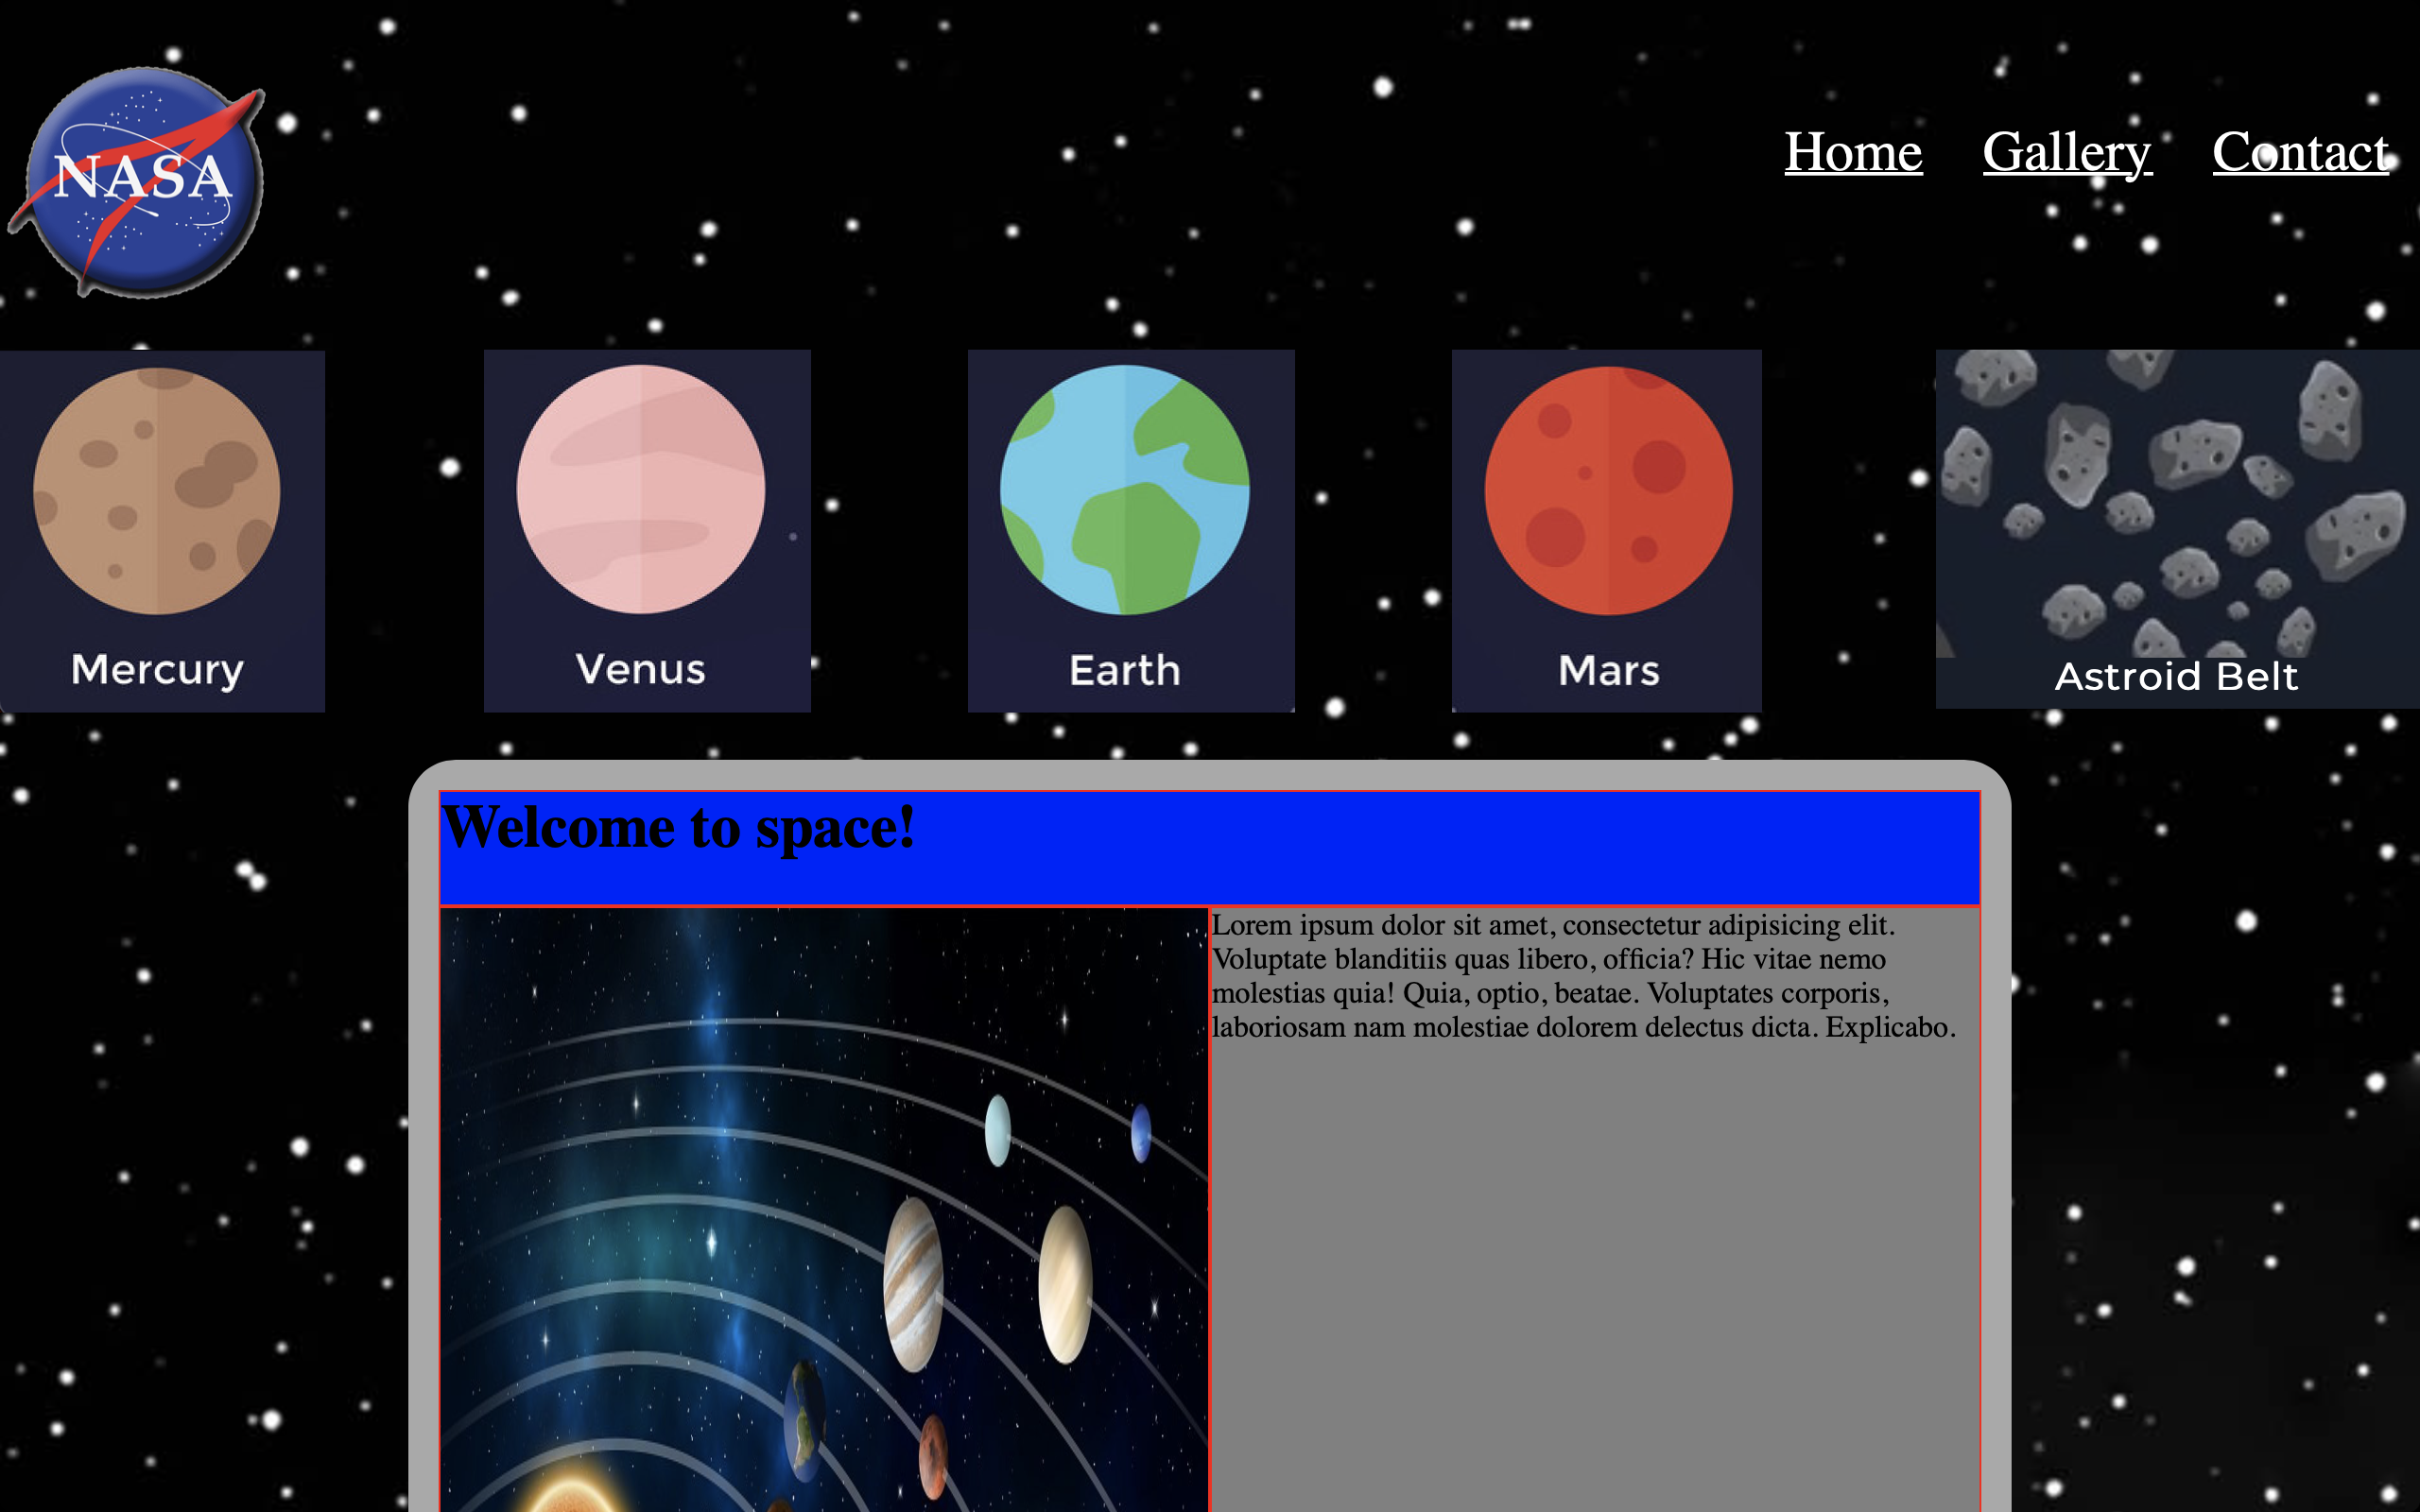 NASA
Home Gallery Contact
Mercury
Venus
Earth
Mars
Astroid Belt
Welcome to space!
Lorem ipsum dolor sit amet, consectetur adipisicing elit.
Voluptate blanditiis quas libero, officia? Hic vitae nemo
molestias quia! Quia, optio, beatae. Voluptates corporis,
laboriosam nam molestiae dolorem delectus dicta. Explicabo.